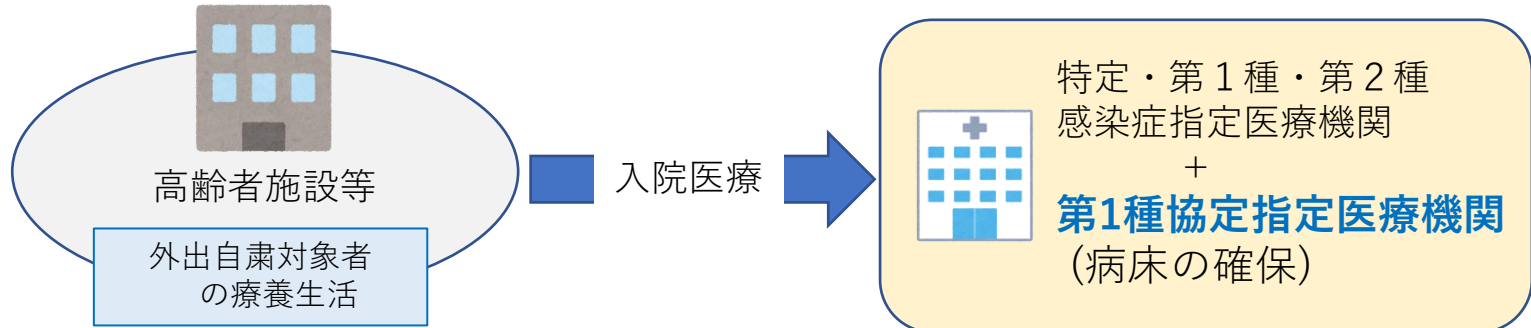 高齢者施設等
外出自粛対象者
の療養生活
入院医療
特定・第１種・第２種
感染症指定医療機関
+
第1種協定指定医療機関
(病床の確保)